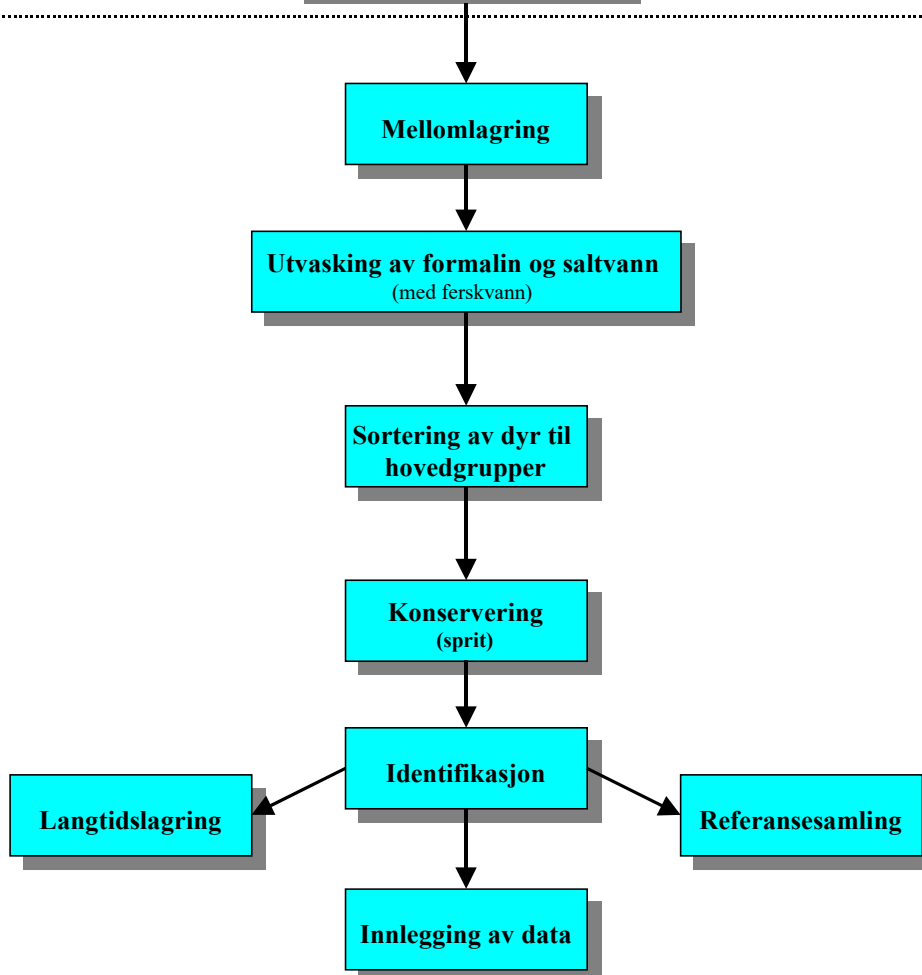 Mellomlagring
Utvasking av formalin og saltvann
(med ferskvann)
Sortering av dyr til
hovedgrupper
Konservering
(sprit)
Identifikasjon
Langtidslagring
Referansesamling
Innlegging av data